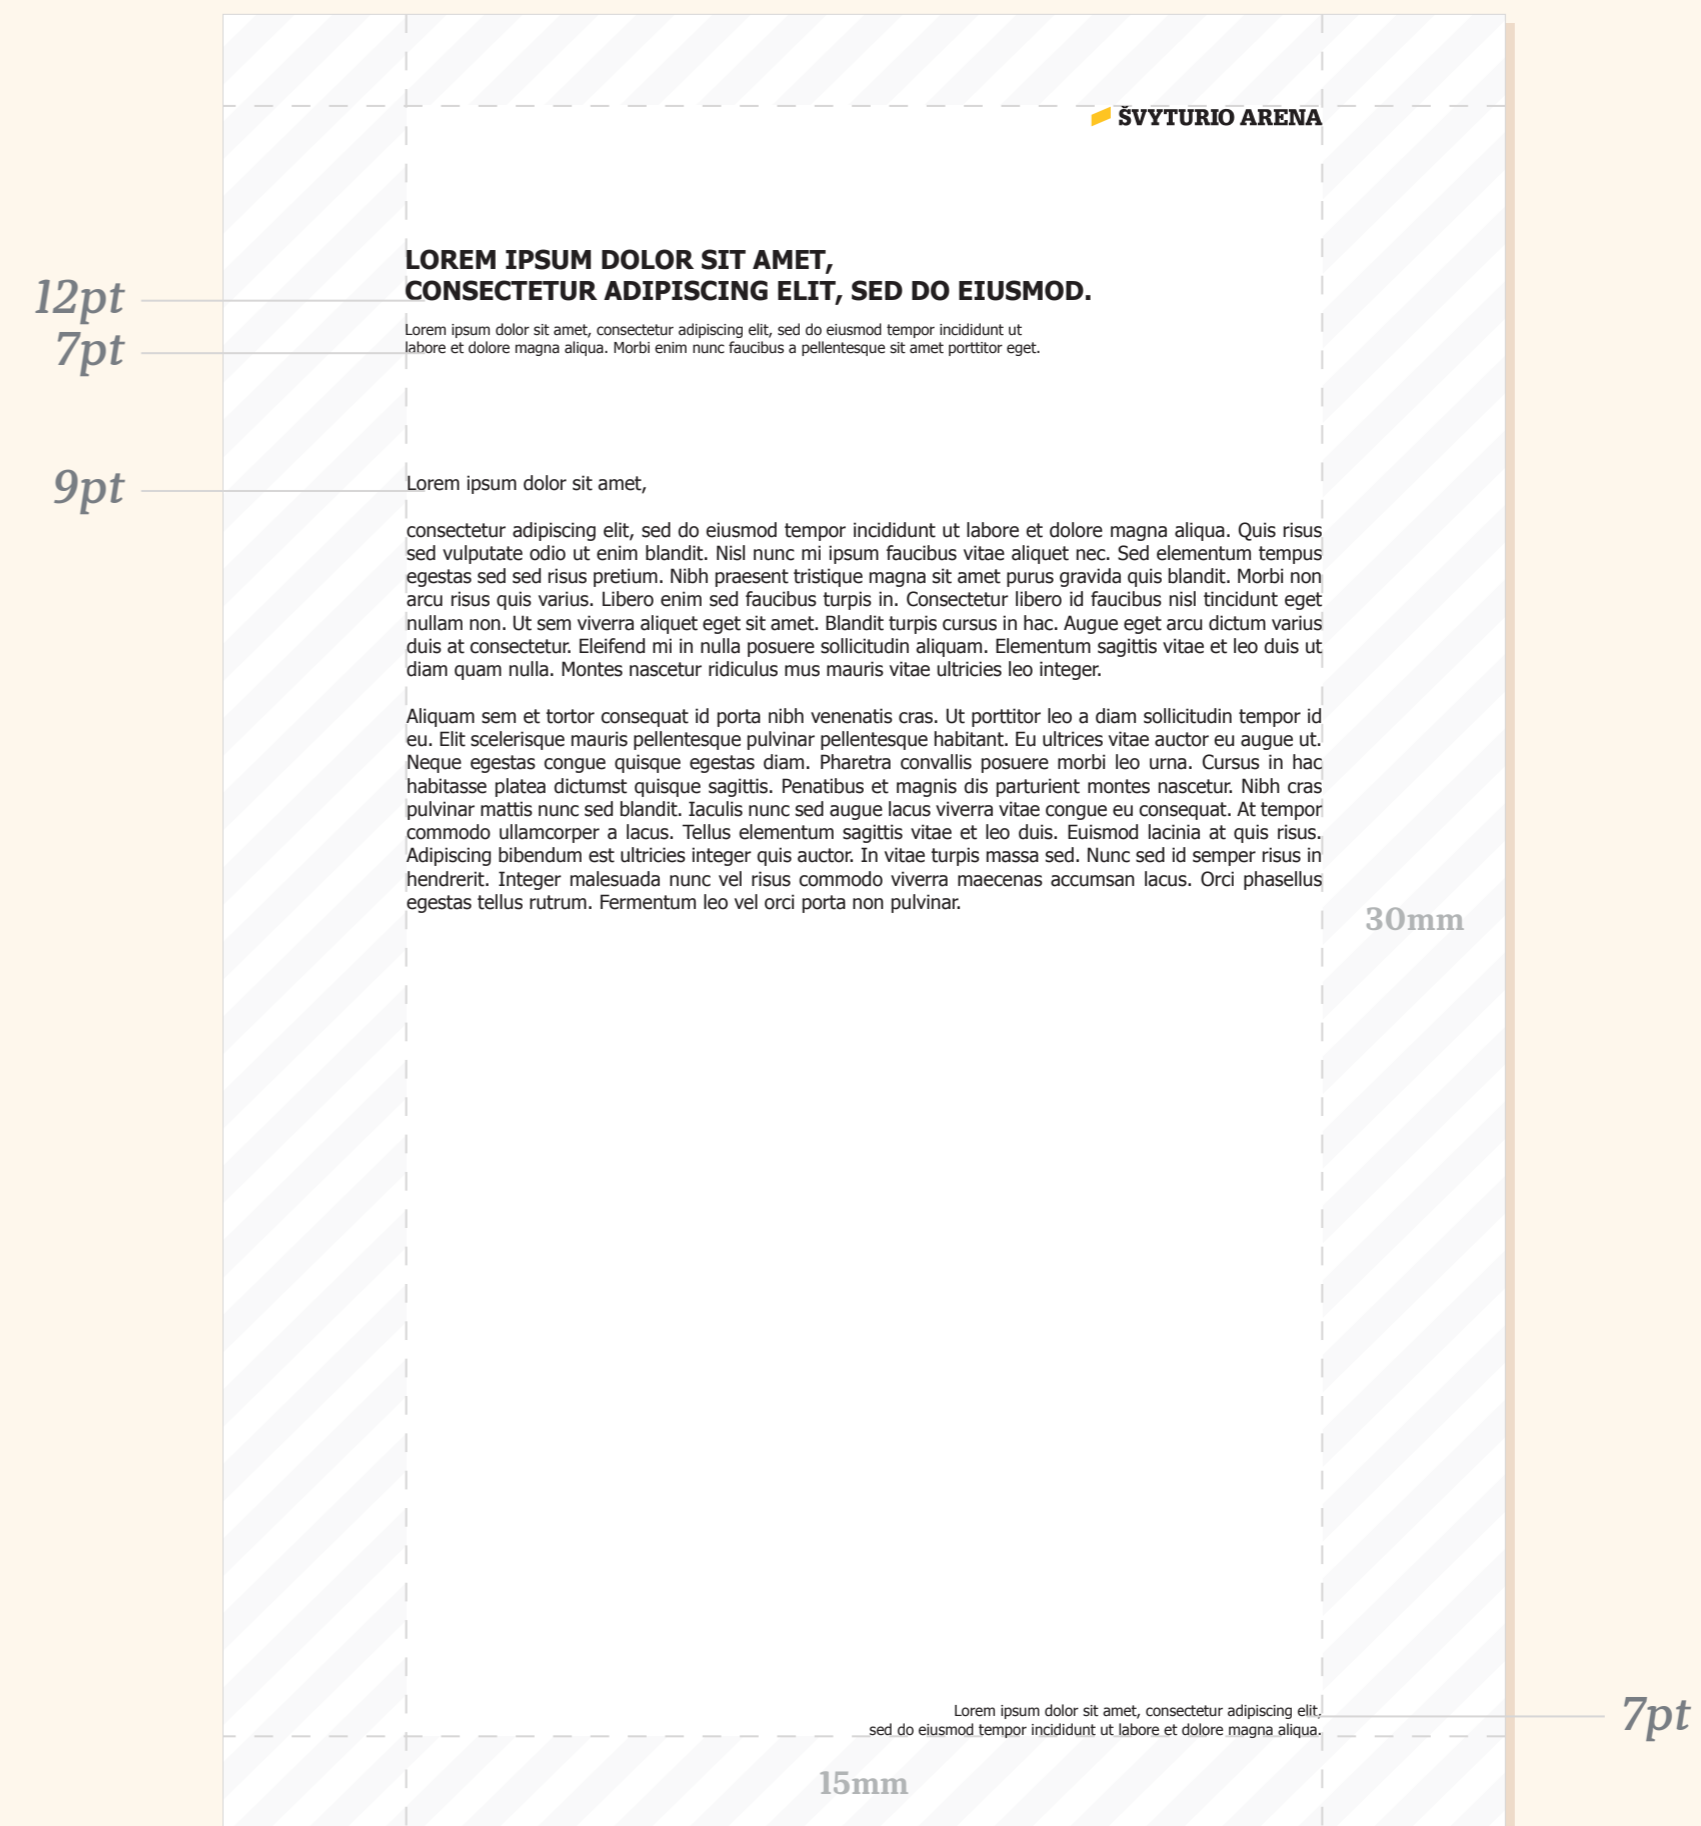 ŠVYTURIO ARENA
LOREM IPSUM DOLOR SIT AMET,
CONSECTETUR ADIPISCING ELIT, SED DO EIUSMOD.
12pt
Lorem ipsum dolor sit amet, consectetur adipiscing elit, sed do eiusmod tempor incididunt ut
labore et dolore magna aliqua. Morbi enim nunc faucibus a pellentesque sit amet porttitor eget.
7pt
9pt
Lorem ipsum dolor sit amet,
consectetur adipiscing elit, sed do eiusmod tempor incididunt ut labore et dolore magna aliqua. Quis risus
sed vulputate odio ut enim blandit. Nisl nunc mi ipsum faucibus vitae aliquet nec. Sed elementum tempus
egestas sed sed risus pretium. Nibh praesent tristique magna sit amet purus gravida quis blandit. Morbi non
arcu risus quis varius. Libero enim sed faucibus turpis in. Consectetur libero id faucibus nisl tincidunt eget
nullam non. Ut sem viverra aliquet eget sit amet. Blandit turpis cursus in hac. Augue eget arcu dictum varius
duis at consectetur. Eleifend mi in nulla posuere sollicitudin aliquam. Elementum sagittis vitae et leo duis ut
diam quam nulla. Montes nascetur ridiculus mus mauris vitae ultricies leo integer.
Aliquam sem et tortor consequat id porta nibh venenatis cras. Ut porttitor leo a diam sollicitudin tempor id
eu. Elit scelerisque mauris pellentesque pulvinar pellentesque habitant. Eu ultrices vitae auctor eu augue ut.
Neque egestas congue quisque egestas diam. Pharetra convallis posuere morbi leo urna. Cursus in hac
habitasse platea dictumst quisque sagittis. Penatibus et magnis dis parturient montes nascetur. Nibh cras
pulvinar mattis nunc sed blandit. Iaculis nunc sed augue lacus viverra vitae congue eu consequat. At tempor
commodo ullamcorper a lacus. Tellus elementum sagittis vitae et leo duis. Euismod lacinia at quis risus.
Adipiscing bibendum est ultricies integer quis auctor. In vitae turpis massa sed. Nunc sed id semper risus in
hendrerit. Integer malesuada nunc vel risus commodo viverra maecenas accumsan lacus. Orci phasellus
egestas tellus rutrum. Fermentum leo vel orci porta non pulvinar.
30mm
Lorem ipsum dolor sit amet, consectetur adipiscing elit,
sed do eiusmod tempor incididunt ut labore et dolore magna aliqua.
7pt
15mm